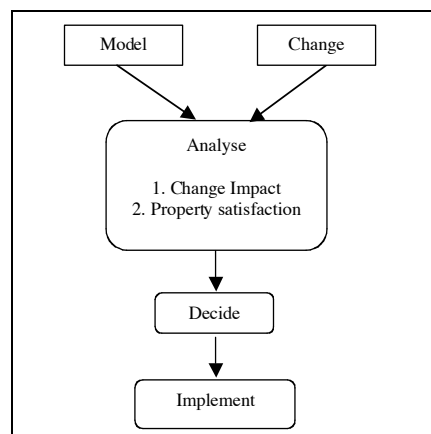 Model
Change
Analyse
1. Change Impact
2. Property satisfaction
Decide
Implement